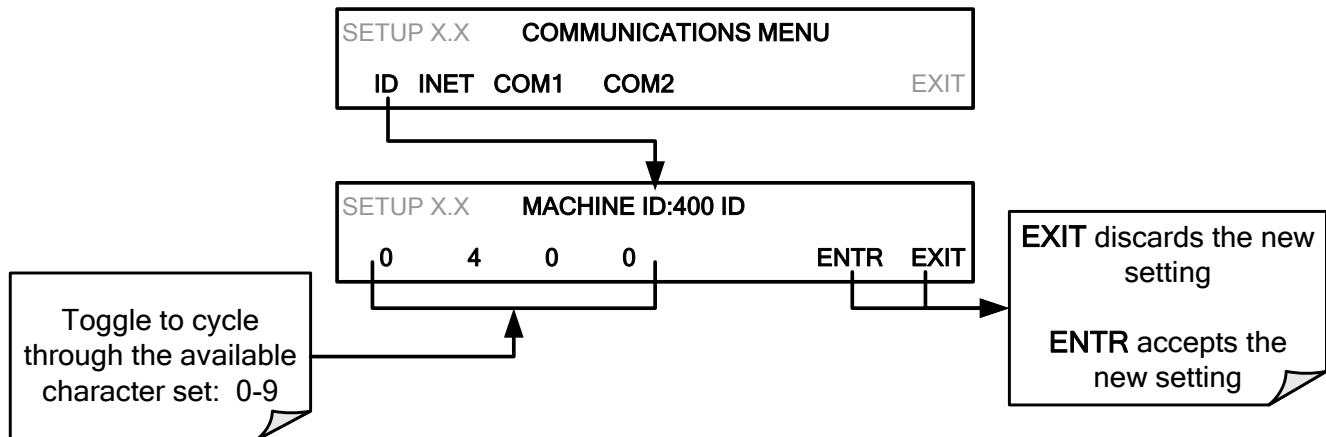 SETUP X.X COMMUNICATIONS MENU
ID INET COM1 COM2 EXIT
SETUP X.X MACHINE ID:400 ID
0 4 0 0 ENTR EXIT
Toggle to cycle
through the available
character set: 0-9
EXIT discards the new
setting
ENTR accepts the
new setting